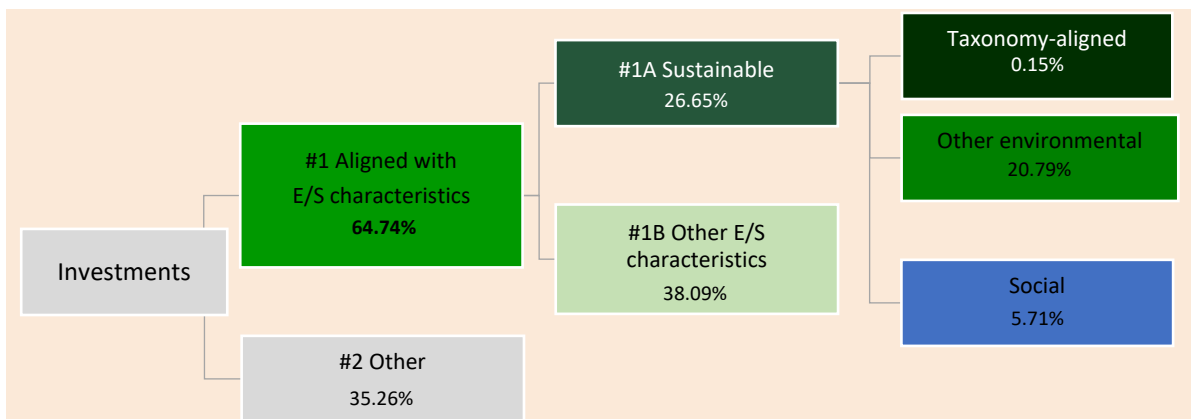 Investments
#1 Aligned with
E/S characteristics
64.74%
#2 Other
35.26%
#1A Sustainable
26.65%
#1B Other E/S
characteristics
38.09%
Taxonomy-aligned
0.15%
Other environmental
20.79%
Social
5.71%